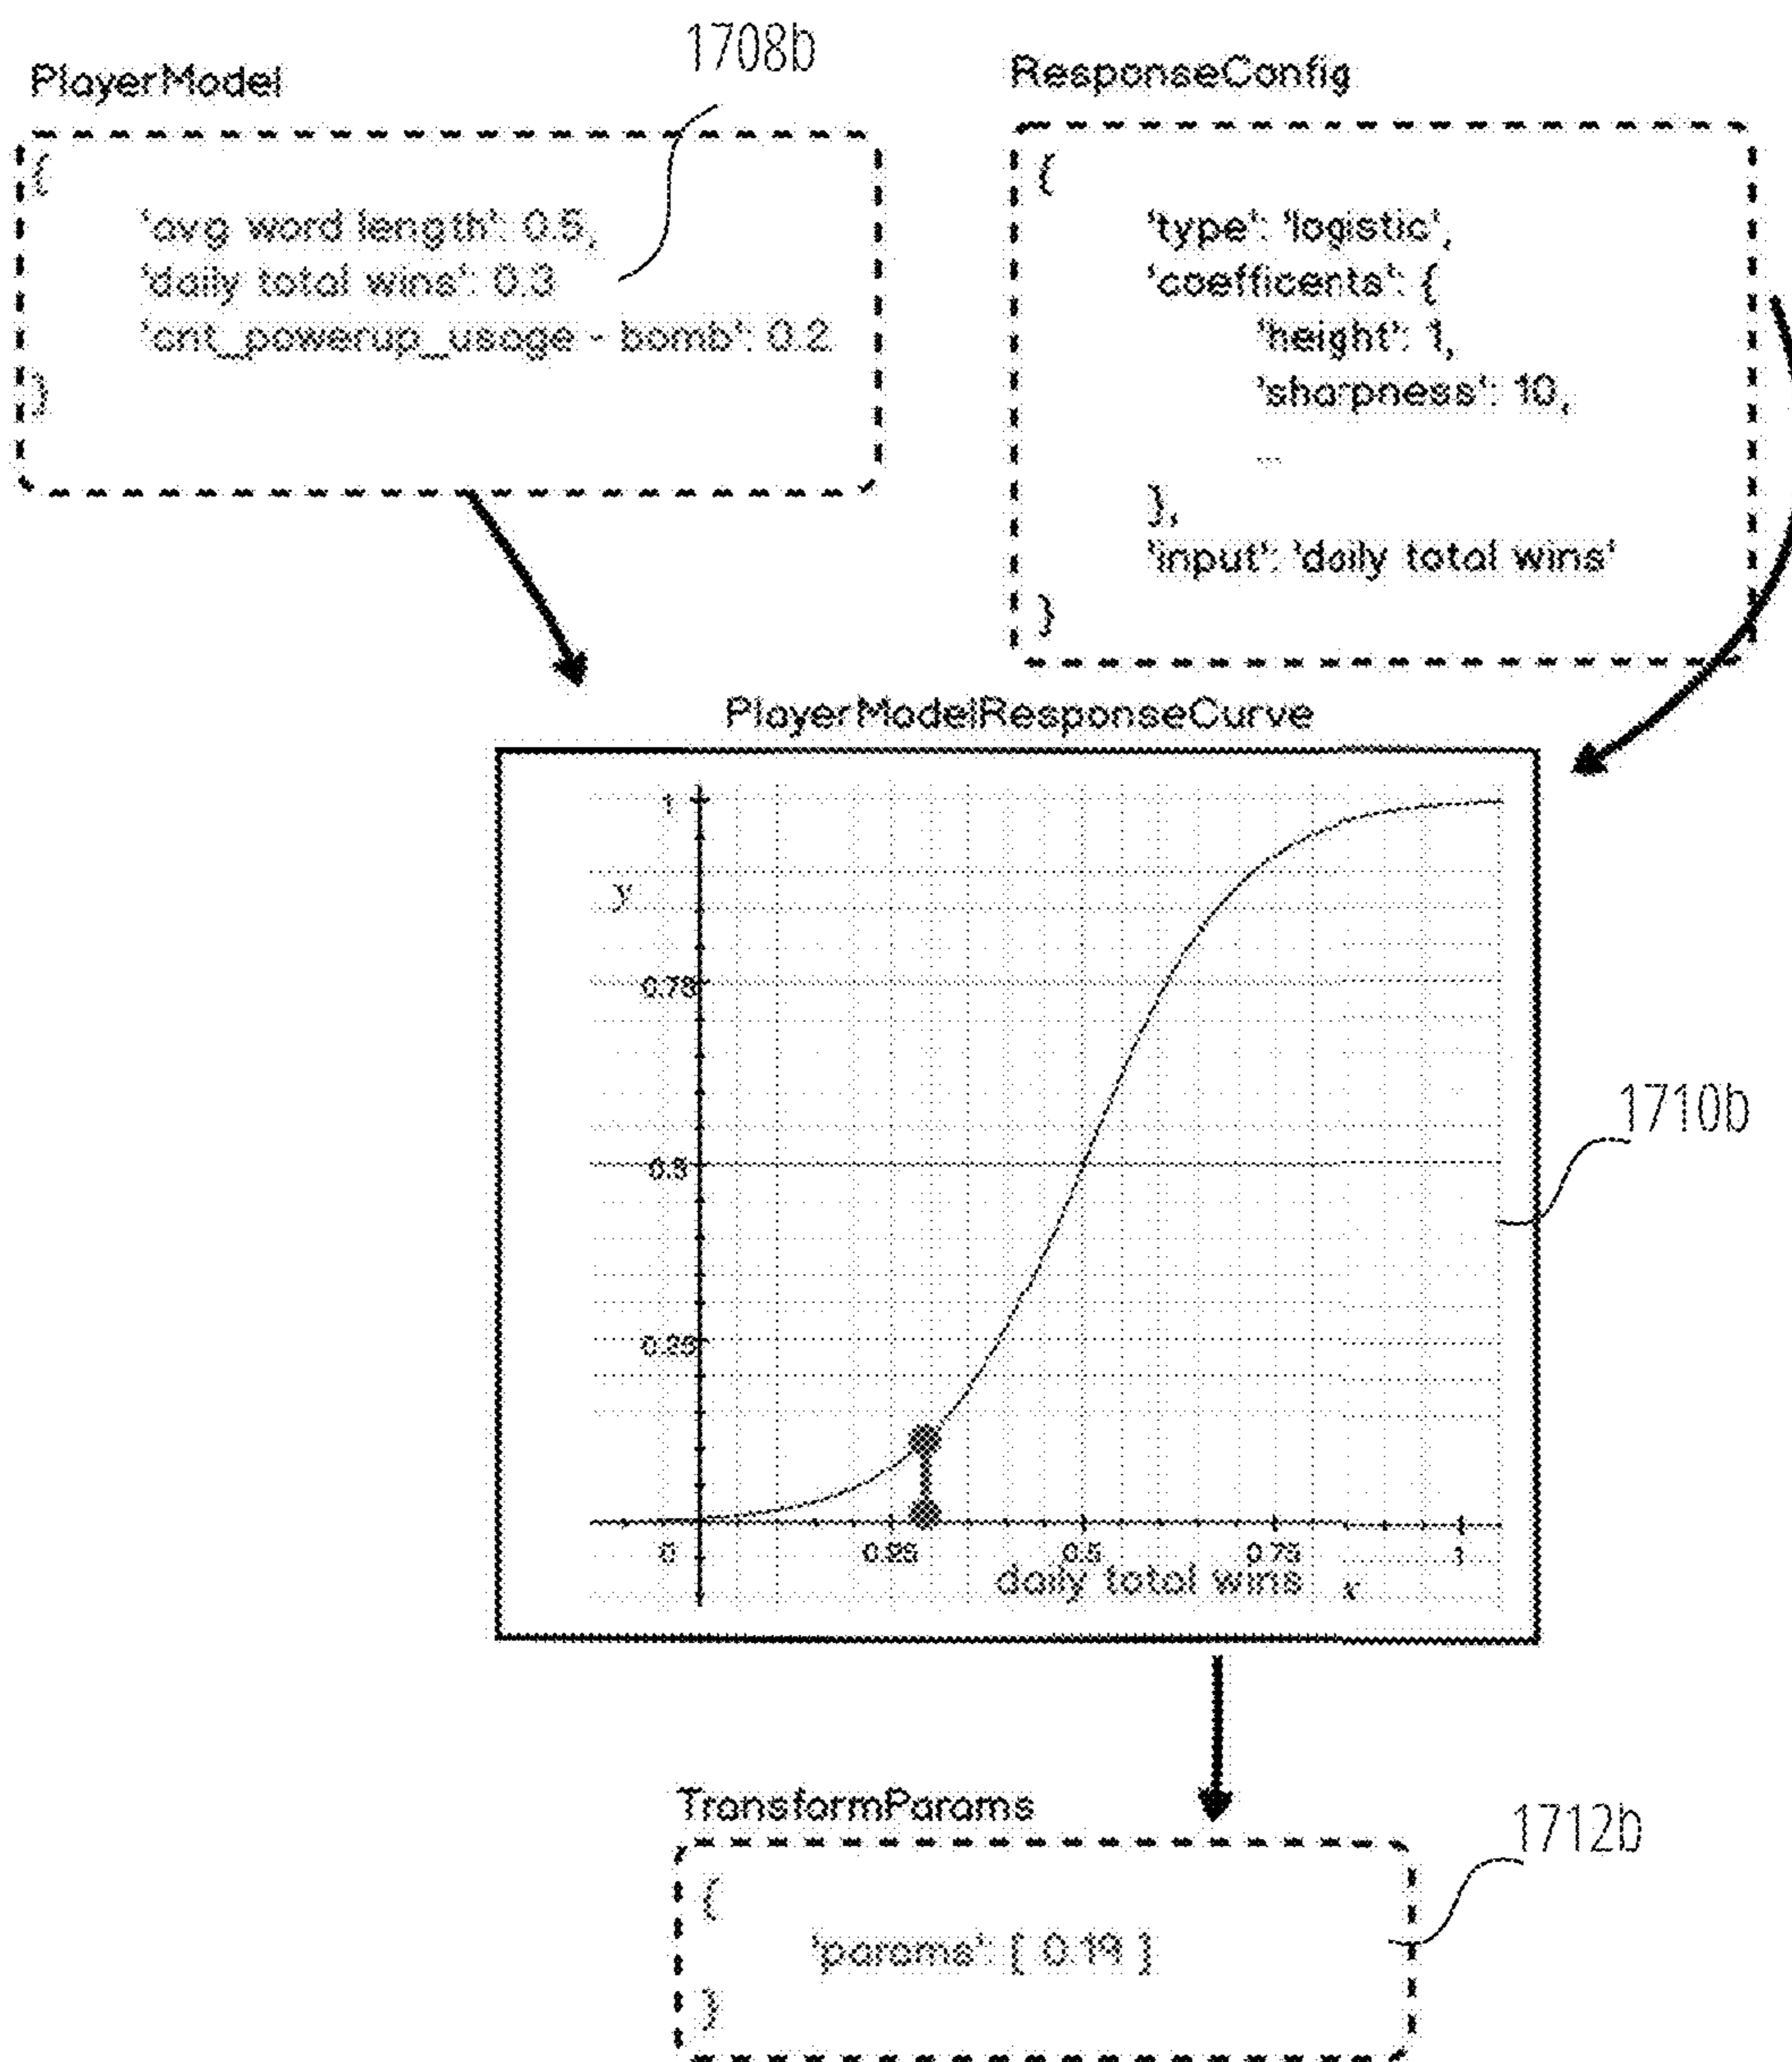 1708b
PlayerModel
{
'avg word length': 0.5,
'daily total wins': 0.3
'cnt_powerup_usage - bomb': 0.2
}
ResponseConfig
{
'type': 'logistic',
'coefficents': {
'height': 1,
'sharpness': 10,
...
},
'input': 'daily total wins'
}
PlayerModelResponseCurve
1
y
0.75
0.5
0.25
0
0.25
0.5
0.75
1
daily total wins x
1710b
TransformParams
{
'params': [ 0.19 ]
}
1712b